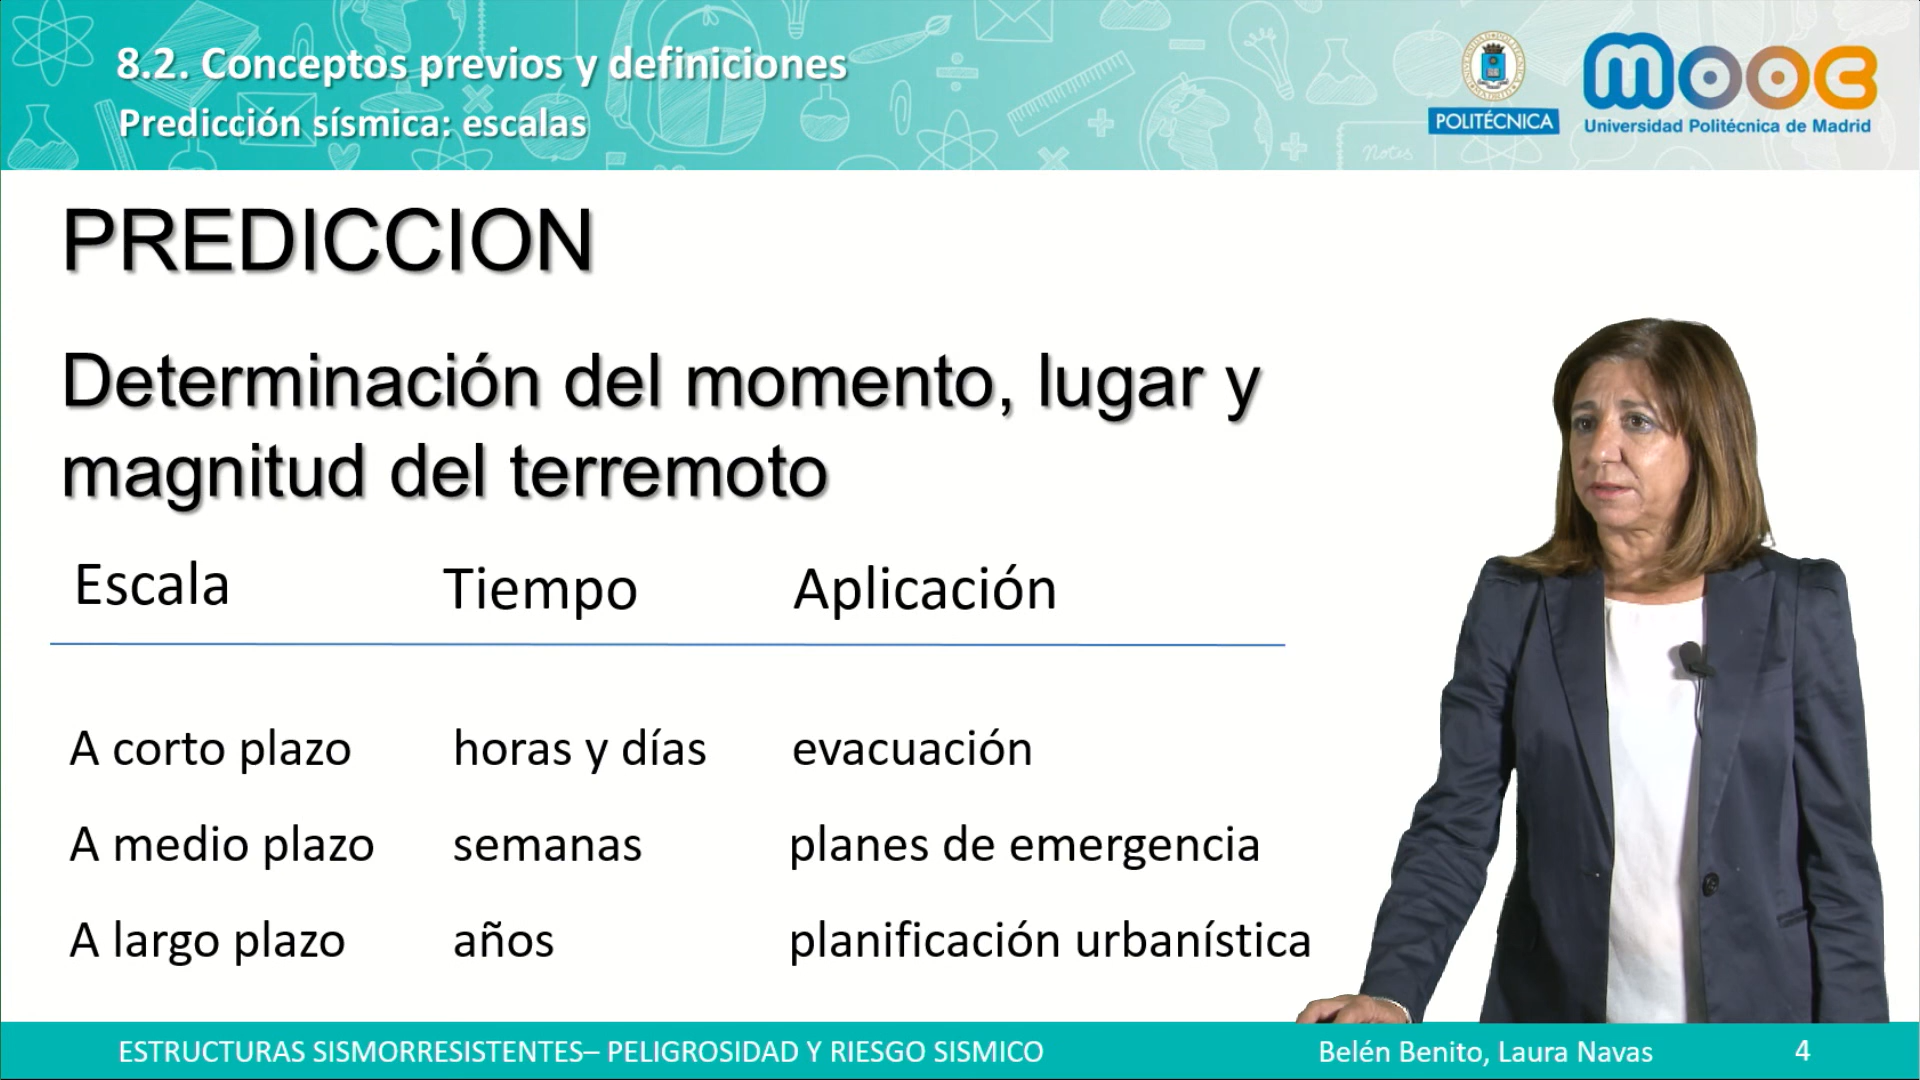 8.2. Conceptos previos y definiciones
Predicción sísmica: escalas
POLITÉCNICA
mooc
Universidad Politécnica de Madrid
notes
PREDICCION
Determinación del momento, lugar y
magnitud del terremoto
Escala Tiempo Aplicación
A corto plazo horas y días evacuación
A medio plazo semanas planes de emergencia
A largo plazo años planificación urbanística
ESTRUCTURAS SISMORRESISTENTES– PELIGROSIDAD Y RIESGO SISMICO
Belén Benito, Laura Navas
4